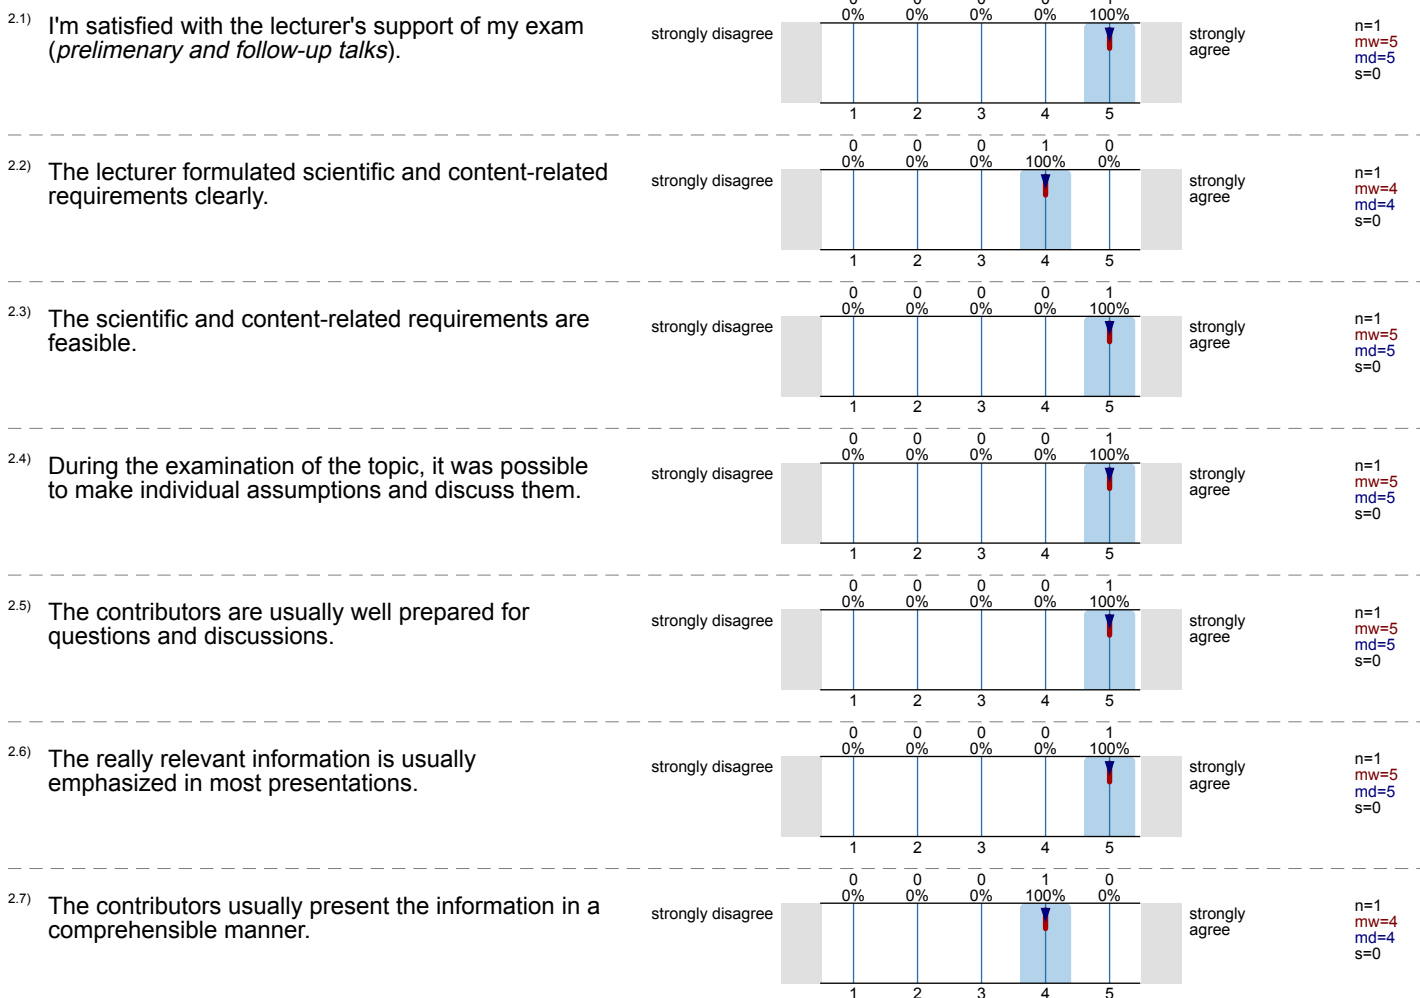 0 0 0 0 1
0% 0% 0% 0% 100%
2.1) I'm satisfied with the lecturer's support of my exam
(prelimenary and follow-up talks).
strongly disagree
strongly
agree
n=1
mw=5
md=5
s=0
1 2 3 4 5
0 0 0 1 0
0% 0% 0% 100% 0%
2.2) The lecturer formulated scientific and content-related
requirements clearly.
strongly disagree
strongly
agree
n=1
mw=4
md=4
s=0
1 2 3 4 5
0 0 0 0 1
0% 0% 0% 0% 100%
2.3) The scientific and content-related requirements are
feasible.
strongly disagree
strongly
agree
n=1
mw=5
md=5
s=0
1 2 3 4 5
0 0 0 0 1
0% 0% 0% 0% 100%
2.4) During the examination of the topic, it was possible
to make individual assumptions and discuss them.
strongly disagree
strongly
agree
n=1
mw=5
md=5
s=0
1 2 3 4 5
0 0 0 0 1
0% 0% 0% 0% 100%
2.5) The contributors are usually well prepared for
questions and discussions.
strongly disagree
strongly
agree
n=1
mw=5
md=5
s=0
1 2 3 4 5
0 0 0 0 1
0% 0% 0% 0% 100%
2.6) The really relevant information is usually
emphasized in most presentations.
strongly disagree
strongly
agree
n=1
mw=5
md=5
s=0
1 2 3 4 5
0 0 0 1 0
0% 0% 0% 100% 0%
2.7) The contributors usually present the information in a
comprehensible manner.
strongly disagree
strongly
agree
n=1
mw=4
md=4
s=0
1 2 3 4 5